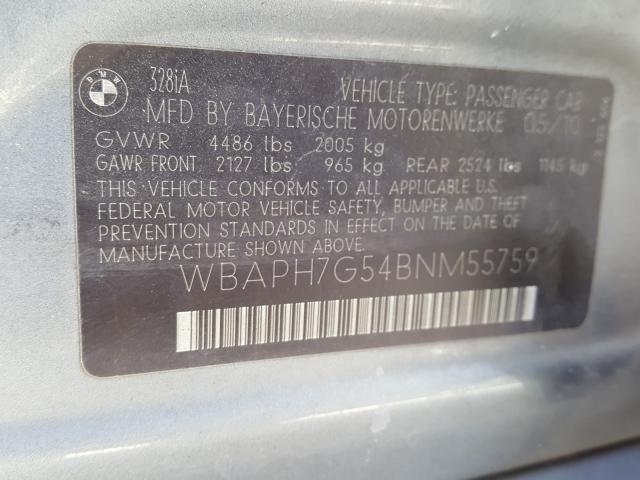 BMW
328iA
VEHICLE TYPE: PASSENGER CAR
MFD BY BAYERISCHE MOTORENWERKE 05/10
GVWR 4486 lbs 2005 kg
GAWR FRONT 2127 lbs 965 kg REAR 2524 lbs 1145 kg
THIS VEHICLE CONFORMS TO ALL APPLICABLE U.S.
FEDERAL MOTOR VEHICLE SAFETY, BUMPER AND THEFT
PREVENTION STANDARDS IN EFFECT ON THE DATE OF
MANUFACTURE SHOWN ABOVE.
WBAPH7G54BNM55759